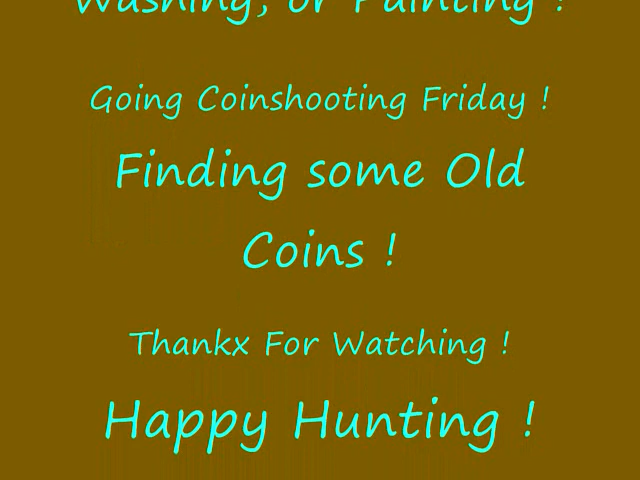 Washing, or Painting !
Going Coinshooting Friday !
Finding some Old
Coins !
Thankx For Watching !
Happy Hunting !